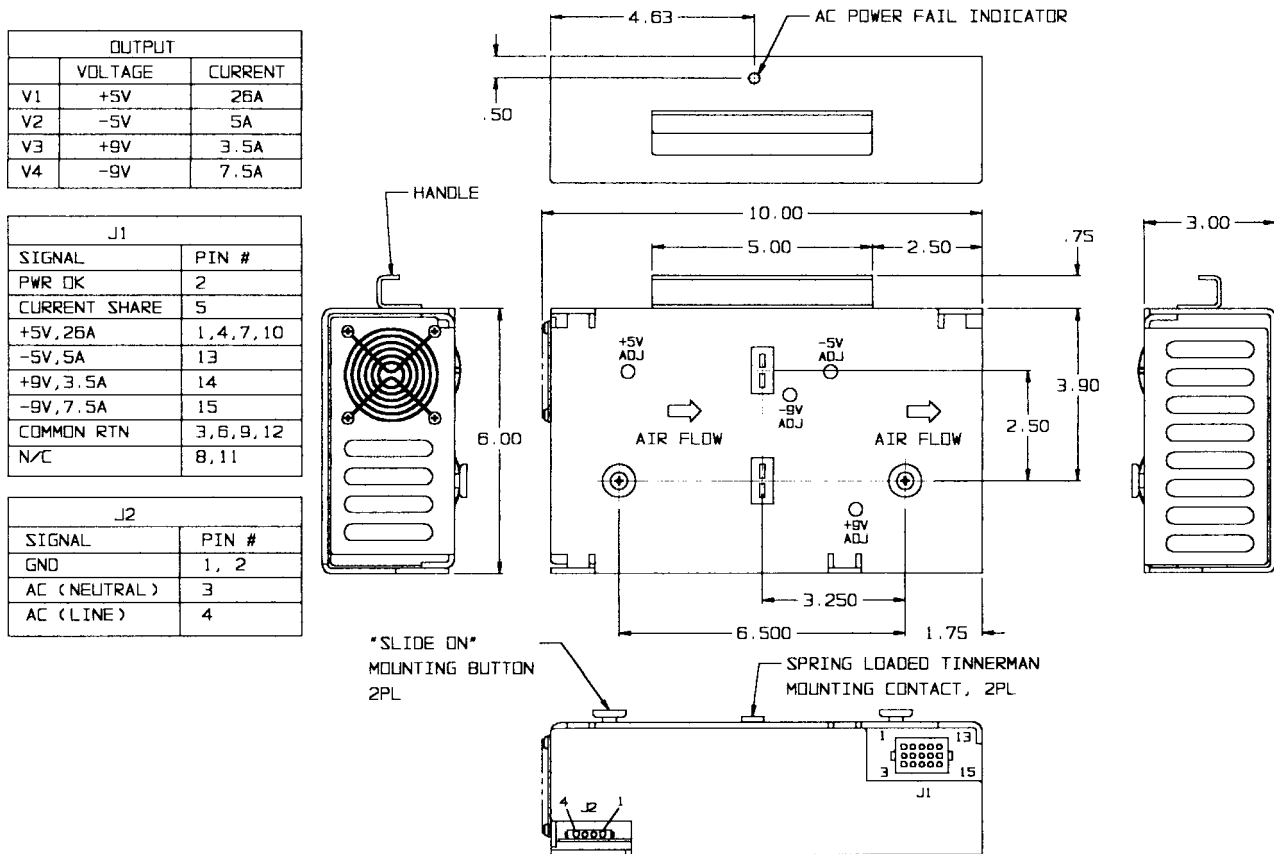 OUTPUT
VOLTAGE CURRENT
V1 +5V 26A
V2 -5V 5A
V3 +9V 3.5A
V4 -9V 7.5A
J1
SIGNAL PIN #
PWR OK 2
CURRENT SHARE 5
+5V,26A 1,4,7,10
-5V,5A 13
+9V,3.5A 14
-9V,7.5A 15
COMMON RTN 3,6,9,12
N/C 8,11
J2
SIGNAL PIN #
GND 1, 2
AC (NEUTRAL) 3
AC (LINE) 4
4.63
AC POWER FAIL INDICATOR
.50
HANDLE
10.00
5.00
2.50
.75
3.00
+5V
ADJ
-5V
ADJ
-9V
ADJ
AIR FLOW
AIR FLOW
+9V
ADJ
6.00
2.50
3.90
3.250
6.500
1.75
"SLIDE ON"
MOUNTING BUTTON
2PL
SPRING LOADED TINNERMAN
MOUNTING CONTACT, 2PL
1 13
3 15
J1
4 J2 1